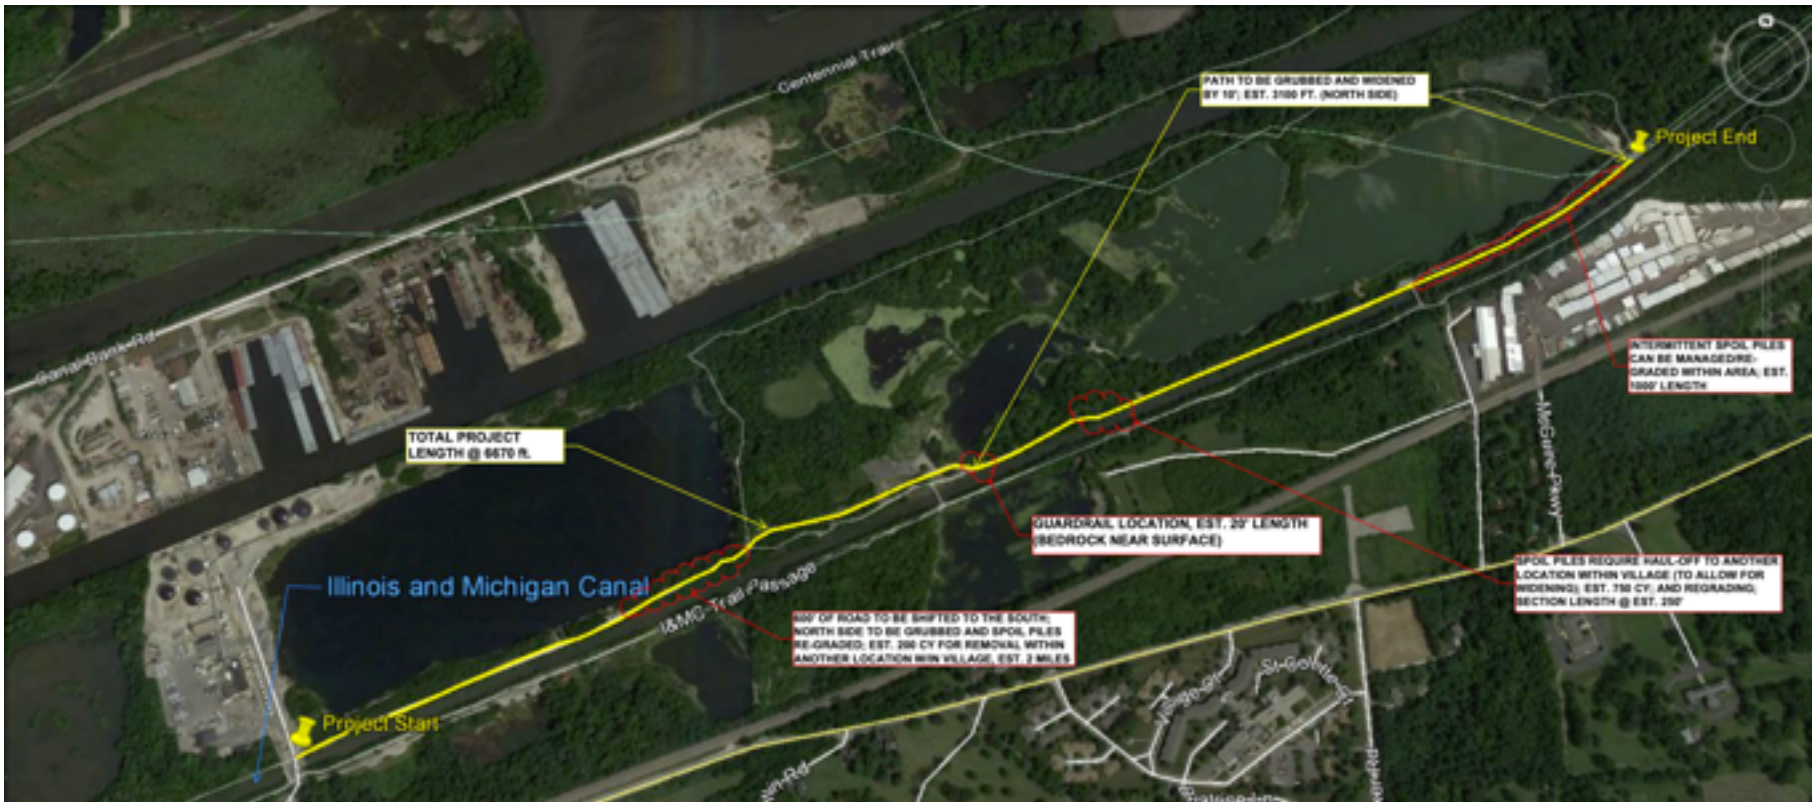 Centennial Trail
PATH TO BE GRUBBED AND WIDENED
BY 10'; EST. 3100 FT. (NORTH SIDE)
Project End
Canal Bank Rd
INTERMITTENT SPOIL PILES
CAN BE MANAGED/RE-
GRADED WITHIN AREA; EST.
1000' LENGTH
McGuire Pkwy
TOTAL PROJECT
LENGTH @ 6670 ft.
GUARDRAIL LOCATION, EST. 20' LENGTH
(BEDROCK NEAR SURFACE)
SPOIL PILES REQUIRE HAUL-OFF TO ANOTHER
LOCATION WITHIN VILLAGE (TO ALLOW FOR
WIDENING); EST. 750 CY; AND REGRADING;
SECTION LENGTH @ EST. 250'
Illinois and Michigan Canal
I&MC Trail Passage
600' OF ROAD TO BE SHIFTED TO THE SOUTH;
NORTH SIDE TO BE GRUBBED AND SPOIL PILES
RE-GRADED; EST. 200 CY FOR REMOVAL WITHIN
ANOTHER LOCATION W/IN VILLAGE, EST. 2 MILES
Project Start